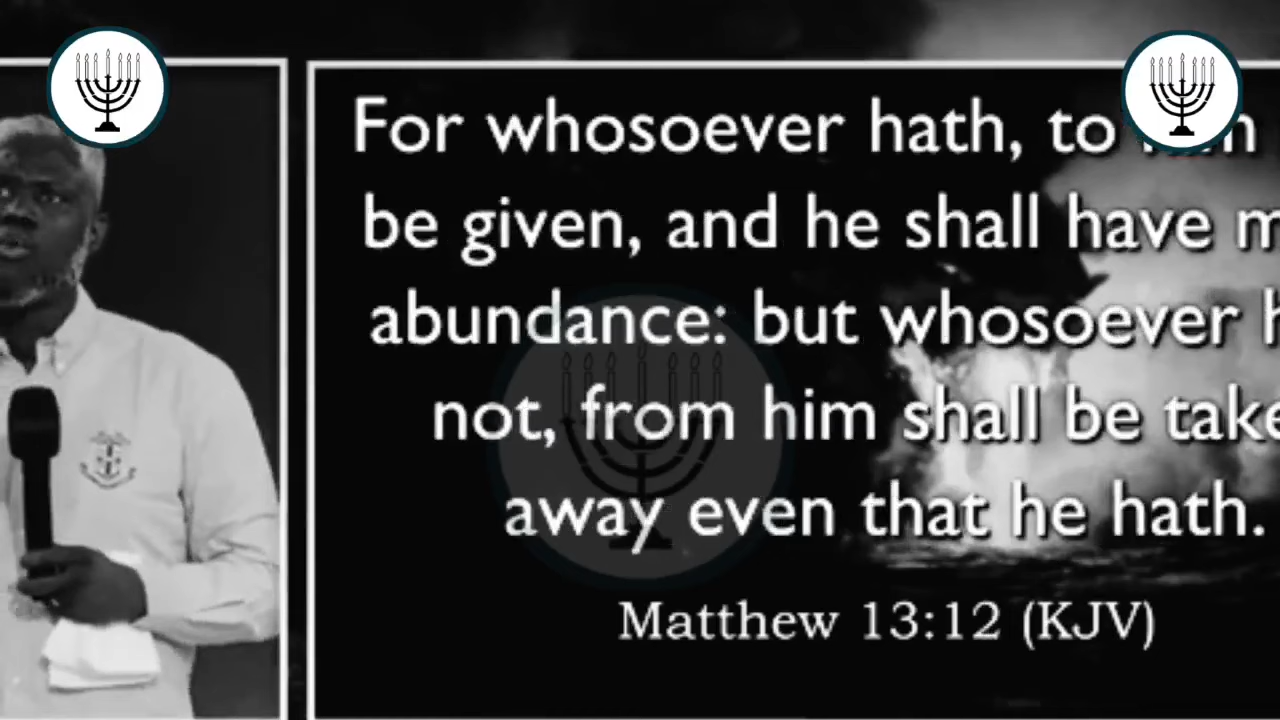 For whosoever hath, to
be given, and he shall have m
abundance: but whosoever h
not, from him shall be take
away even that he hath.
Matthew 13:12 (KJV)